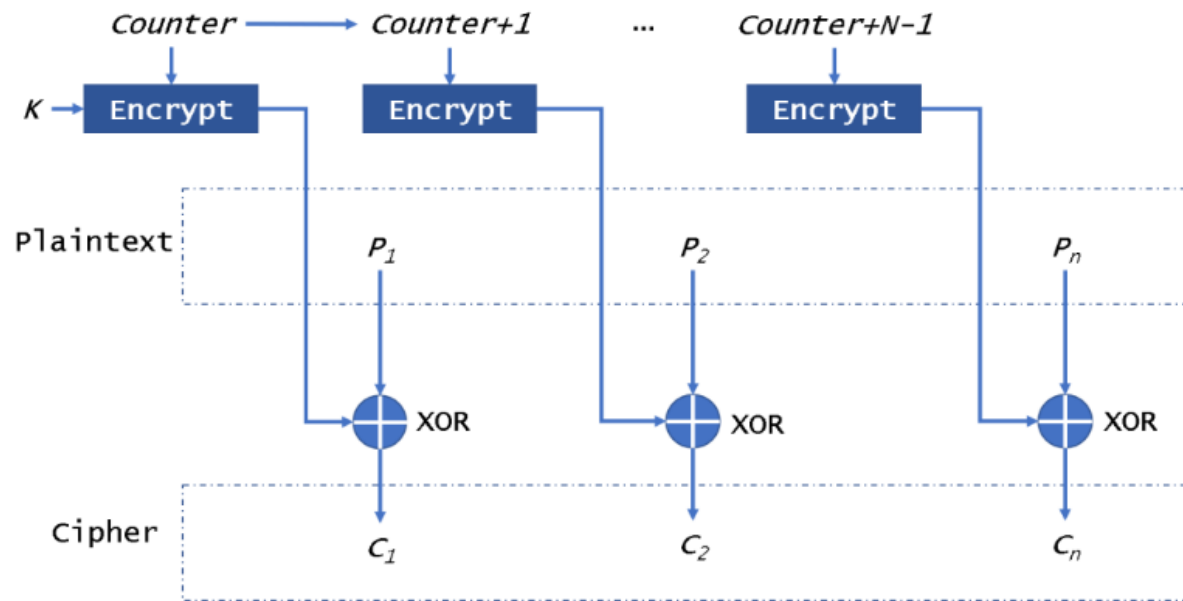 Counter Counter+1 … Counter+N-1
K Encrypt Encrypt Encrypt
Plaintext P1 P2 Pn
XOR XOR XOR
Cipher C1 C2 Cn